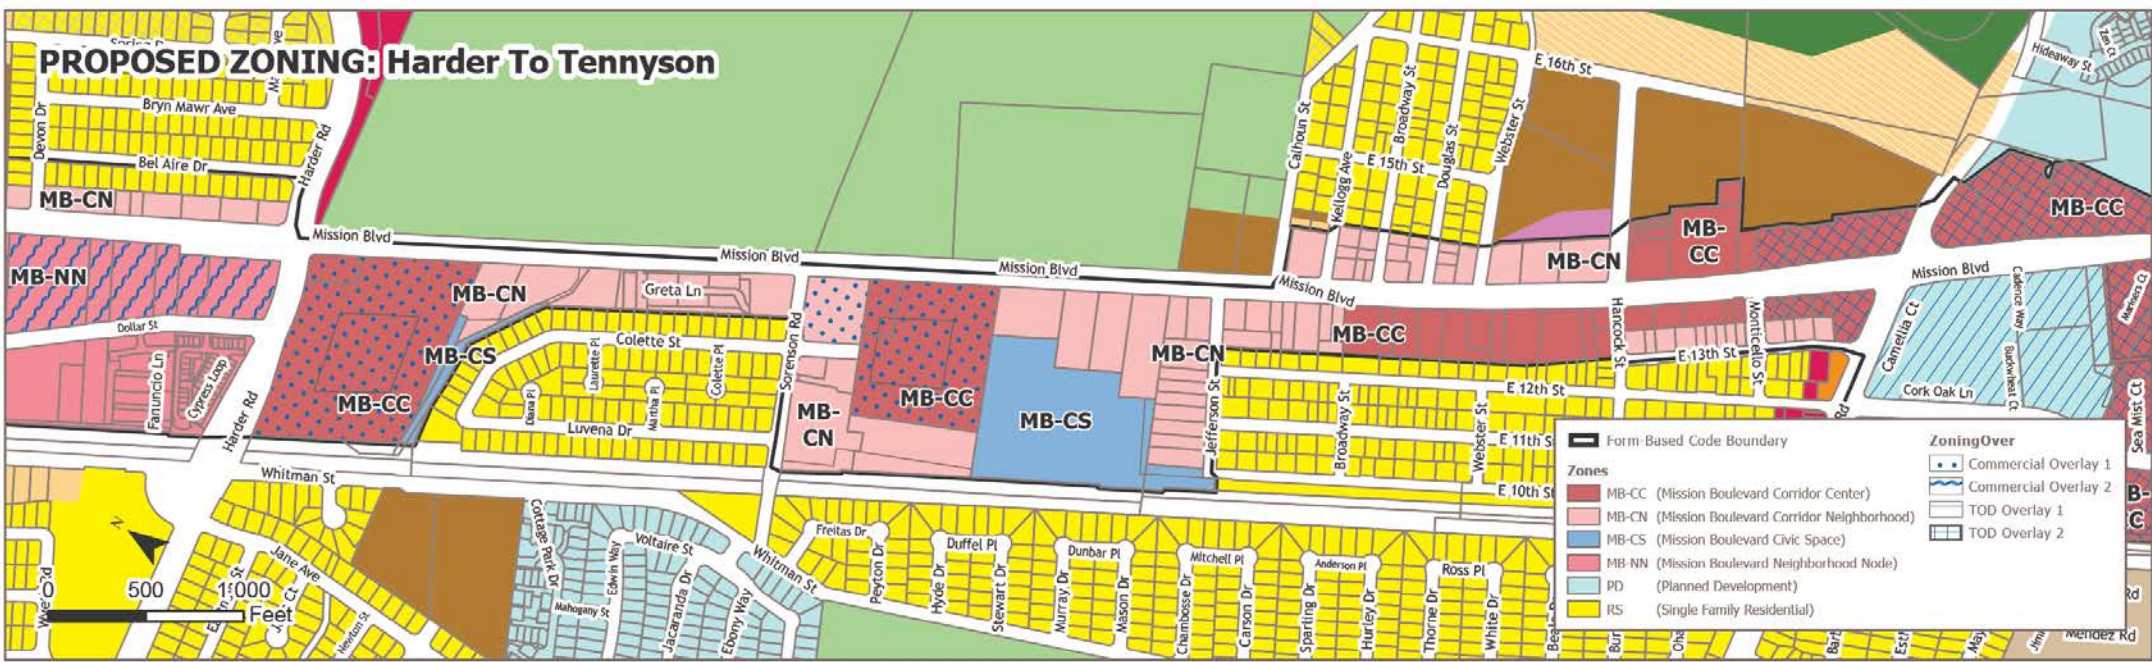 PROPOSED ZONING: Harder To Tennyson
Bryn Mawr Ave
Devon Dr
Bel Aire Dr
Harder Rd
MB-CN
Mission Blvd
Mission Blvd
Mission Blvd
Mission Blvd
Mission Blvd
Calhoun St
Kellogg Ave
Broadway St
Douglas St
Webster St
E 15th St
E 16th St
Hideaway St
Zen Ct
MB-CC
MB-
CC
MB-CN
MB-NN
Dollar St
Fanuncio Ln
Cypress Loop
Harder Rd
MB-CC
MB-CN
MB-CS
Greta Ln
Colette St
Laurette Pl
Colette Pl
Diana Pl
Martha Pl
Luvena Dr
Sorenson Rd
MB-
CN
MB-CC
MB-CS
MB-CN
Jefferson St
MB-CC
Hancock St
Monticello St
E 13th St
E 12th St
E 11th St
E 10th St
Broadway St
Webster St
Camellia Ct
Cadence Way
Buckwheat Ct
Cork Oak Ln
Mariners Ct
Sea Mist Ct
Rd
Whitman St
Whitman St
Jane Ave
Newton St
Cottage Park Dr
Edwin Way
Voltaire St
Mahogany St
Jacaranda Dr
Ebony Way
Freitas Dr
Peyton Dr
Duffel Pl
Hyde Dr
Stewart Dr
Dunbar Pl
Murray Dr
Mason Dr
Mitchell Pl
Chambosse Dr
Carson Dr
Anderson Pl
Sparling Dr
Hurley Dr
Ross Pl
Thorne Dr
White Dr
Mendez Rd
N
0 500 1,000
Feet
Form-Based Code Boundary
Zones
MB-CC (Mission Boulevard Corridor Center)
MB-CN (Mission Boulevard Corridor Neighborhood)
MB-CS (Mission Boulevard Civic Space)
MB-NN (Mission Boulevard Neighborhood Node)
PD (Planned Development)
RS (Single Family Residential)
ZoningOver
Commercial Overlay 1
Commercial Overlay 2
TOD Overlay 1
TOD Overlay 2